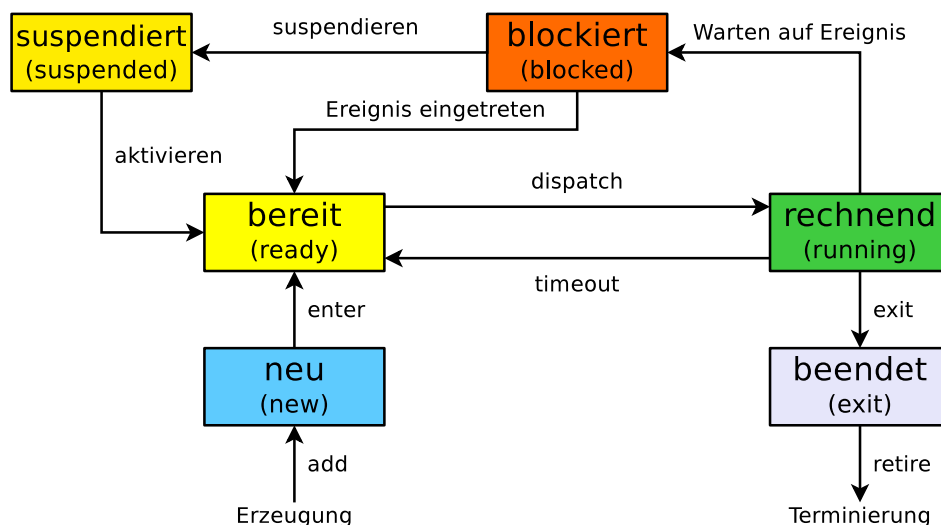 suspendiert
(suspended)
suspendieren
blockiert
(blocked)
Warten auf Ereignis
Ereignis eingetreten
aktivieren
bereit
(ready)
dispatch
rechnend
(running)
timeout
enter
exit
neu
(new)
beendet
(exit)
add
retire
Erzeugung
Terminierung